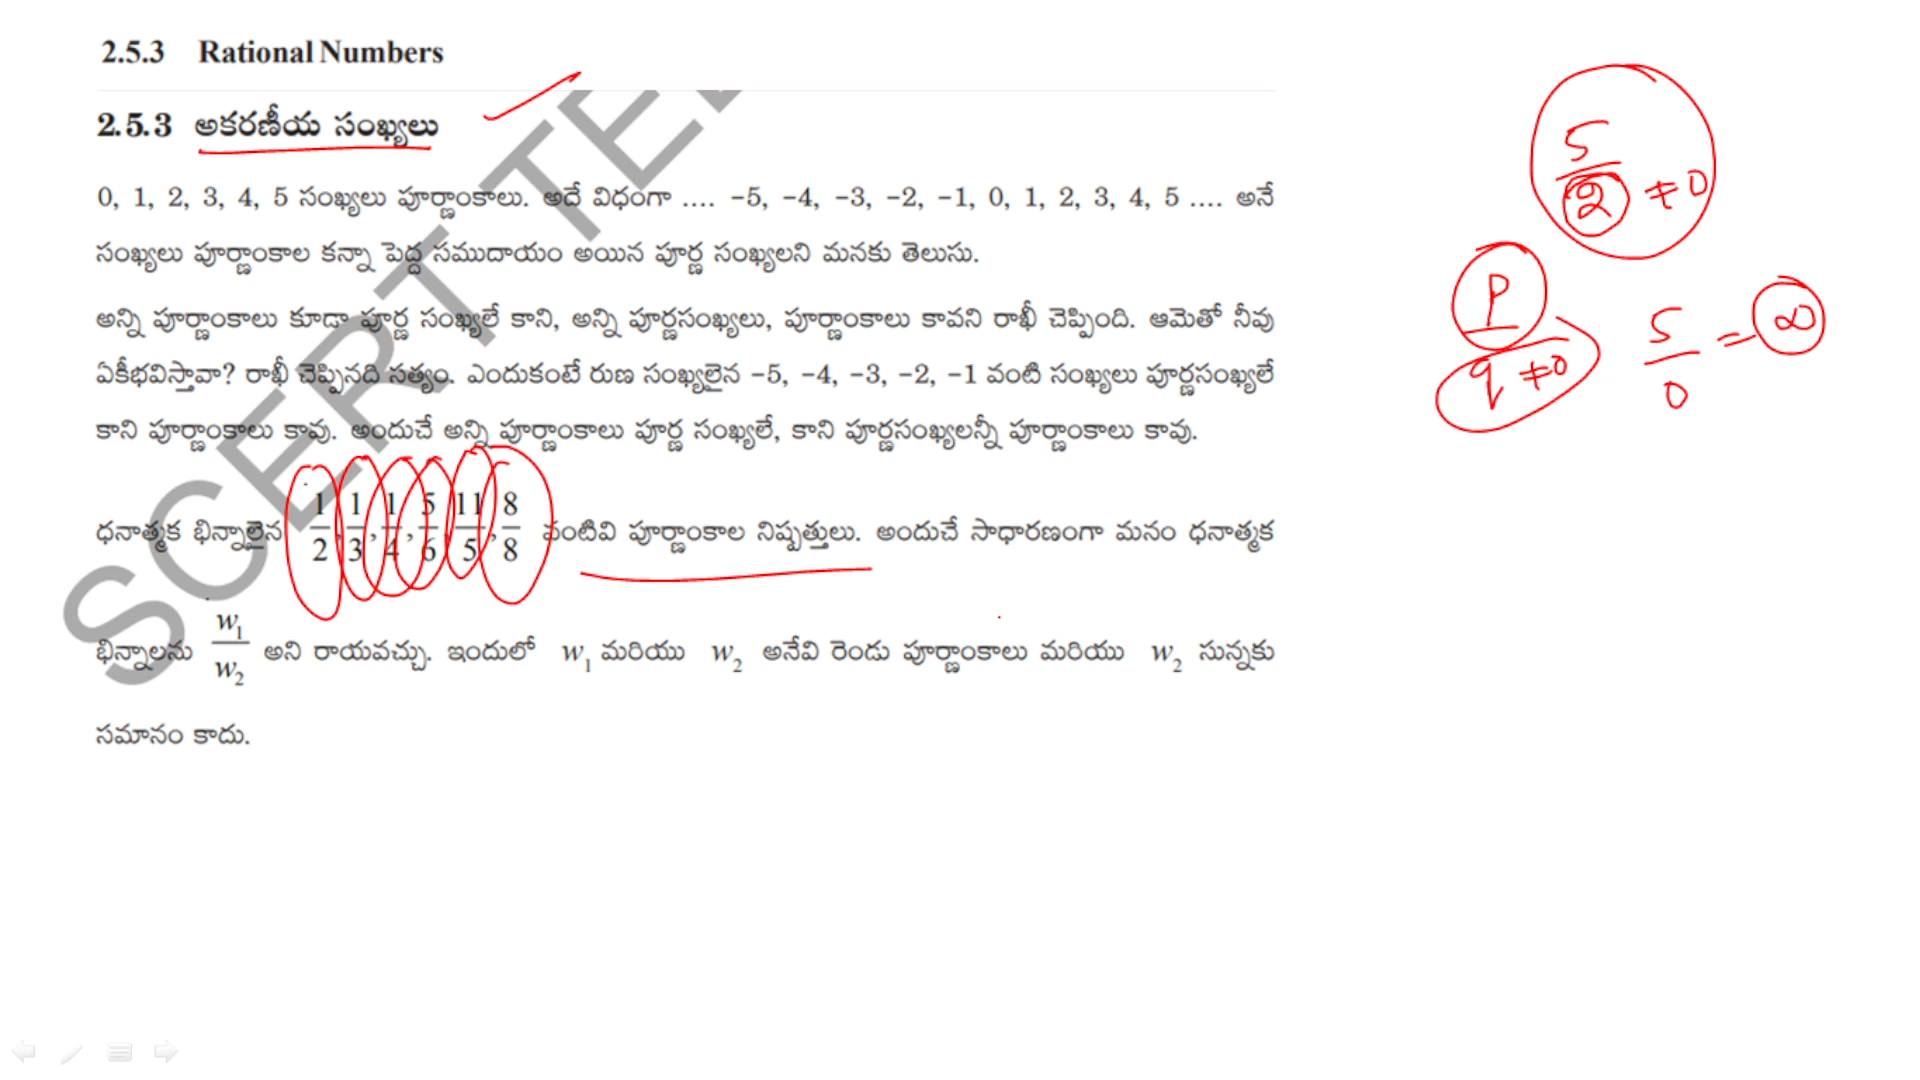 2.5.3 Rational Numbers
2.5.3 అకరణీయ సంఖ్యలు
0, 1, 2, 3, 4, 5 సంఖ్యలు పూర్ణాంకాలు. అదే విధంగా .... −5, −4, −3, −2, −1, 0, 1, 2, 3, 4, 5 .... అనే
సంఖ్యలు పూర్ణాంకాల కన్నా పెద్ద సముదాయం అయిన పూర్ణ సంఖ్యలని మనకు తెలుసు.
అన్ని పూర్ణాంకాలు కూడా పూర్ణ సంఖ్యలే కాని, అన్ని పూర్ణసంఖ్యలు, పూర్ణాంకాలు కావని రాఖీ చెప్పింది. ఆమెతో నీవు
ఏకీభవిస్తావా? రాఖీ చెప్పినది సత్యం. ఎందుకంటే రుణ సంఖ్యలైన −5, −4, −3, −2, −1 వంటి సంఖ్యలు పూర్ణసంఖ్యలే
కాని పూర్ణాంకాలు కావు. అందుచే అన్ని పూర్ణాంకాలు పూర్ణ సంఖ్యలే, కాని పూర్ణసంఖ్యలన్నీ పూర్ణాంకాలు కావు.
ధనాత్మక భిన్నాలైన 1/2, 1/3, 1/4, 5/6, 11/5, 8/8 వంటివి పూర్ణాంకాల నిష్పత్తులు. అందుచే సాధారణంగా మనం ధనాత్మక
భిన్నాలను w₁/w₂ అని రాయవచ్చు. ఇందులో w₁ మరియు w₂ అనేవి రెండు పూర్ణాంకాలు మరియు w₂ సున్నకు
సమానం కాదు.
5/2 ≠0
p/q ≠0
5/0 = ∞
SCERT TE